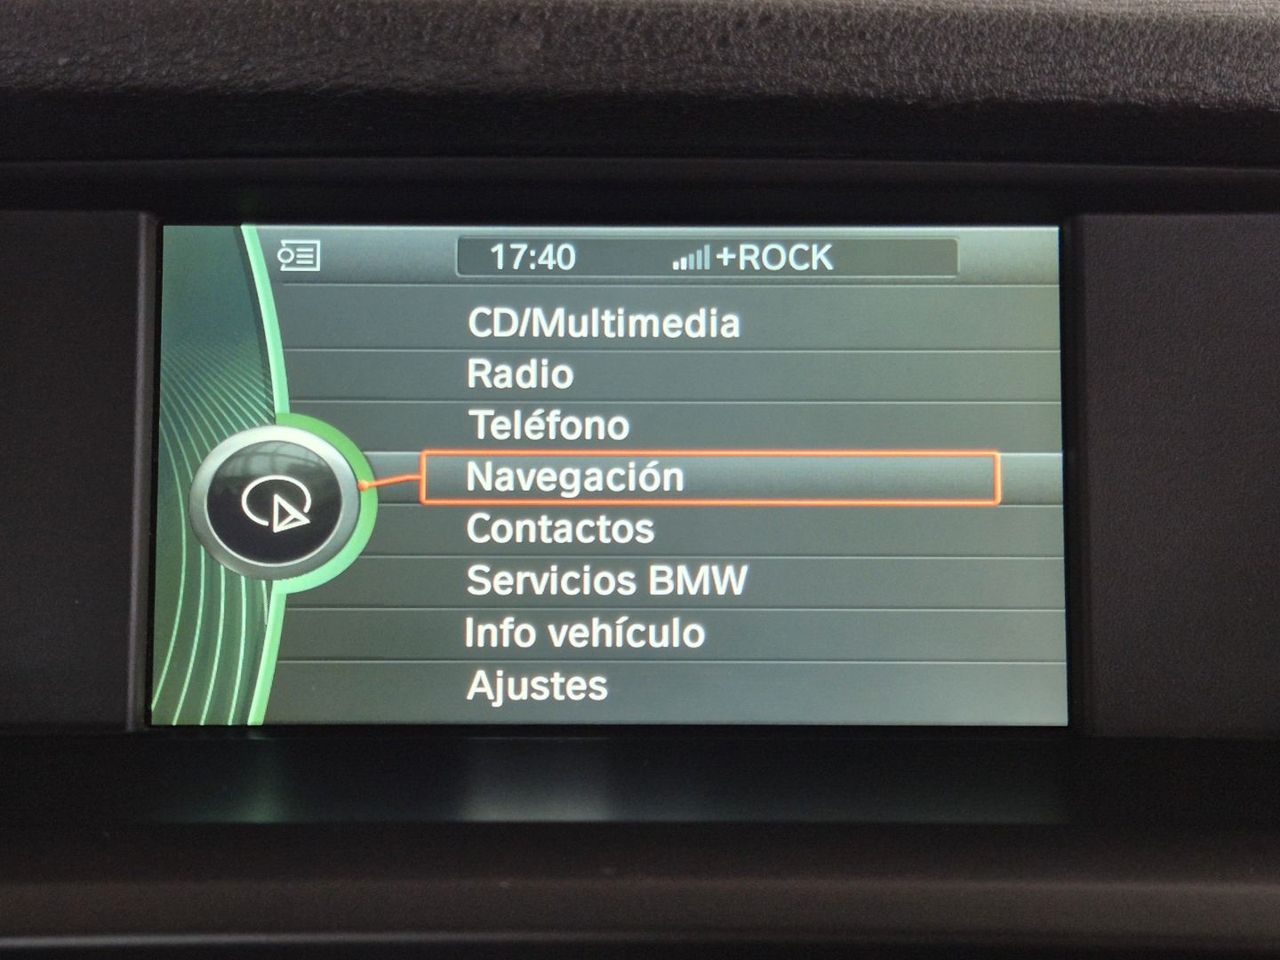 17:40 +ROCK
CD/Multimedia
Radio
Teléfono
Navegación
Contactos
Servicios BMW
Info vehículo
Ajustes